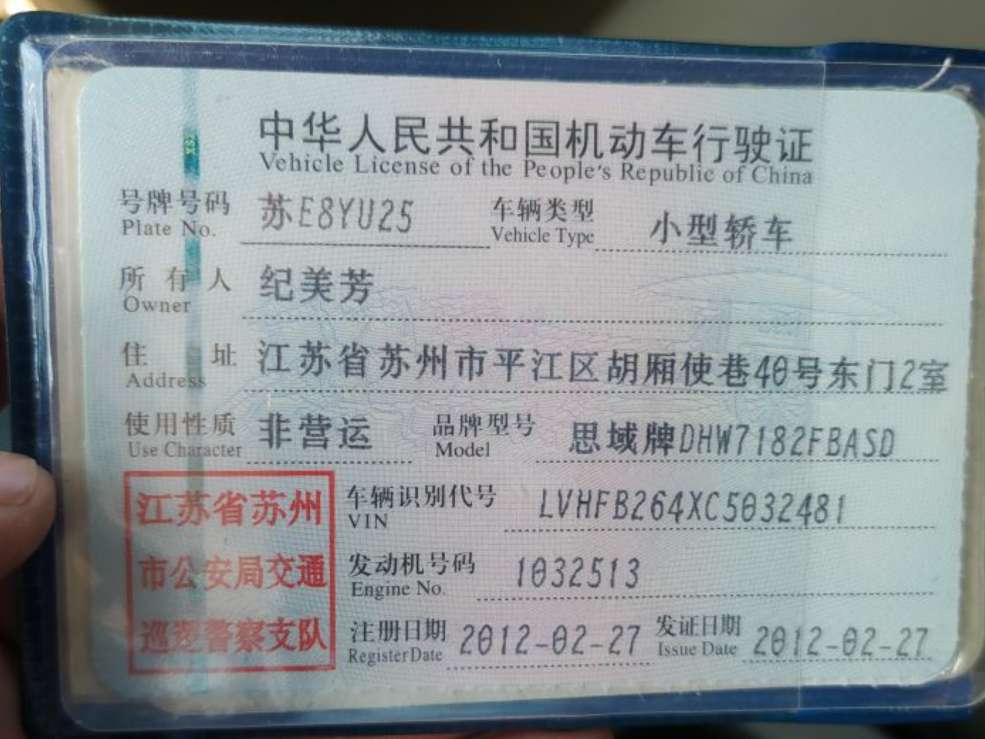 中华人民共和国机动车行驶证
Vehicle License of the People's Republic of China
号牌号码 苏E8YU25 车辆类型 小型轿车
Plate No. Vehicle Type
所有人 纪美芳
Owner
住址 江苏省苏州市平江区胡厢使巷40号东门2室
Address
使用性质 非营运 品牌型号 思域牌DHW7182FBASD
Use Character Model
江苏省苏州 车辆识别代号 LVHFB264XC5032481
VIN
市公安局交通 发动机号码 1032513
Engine No.
巡逻警察支队 注册日期 2012-02-27 发证日期 2012-02-27
Register Date Issue Date